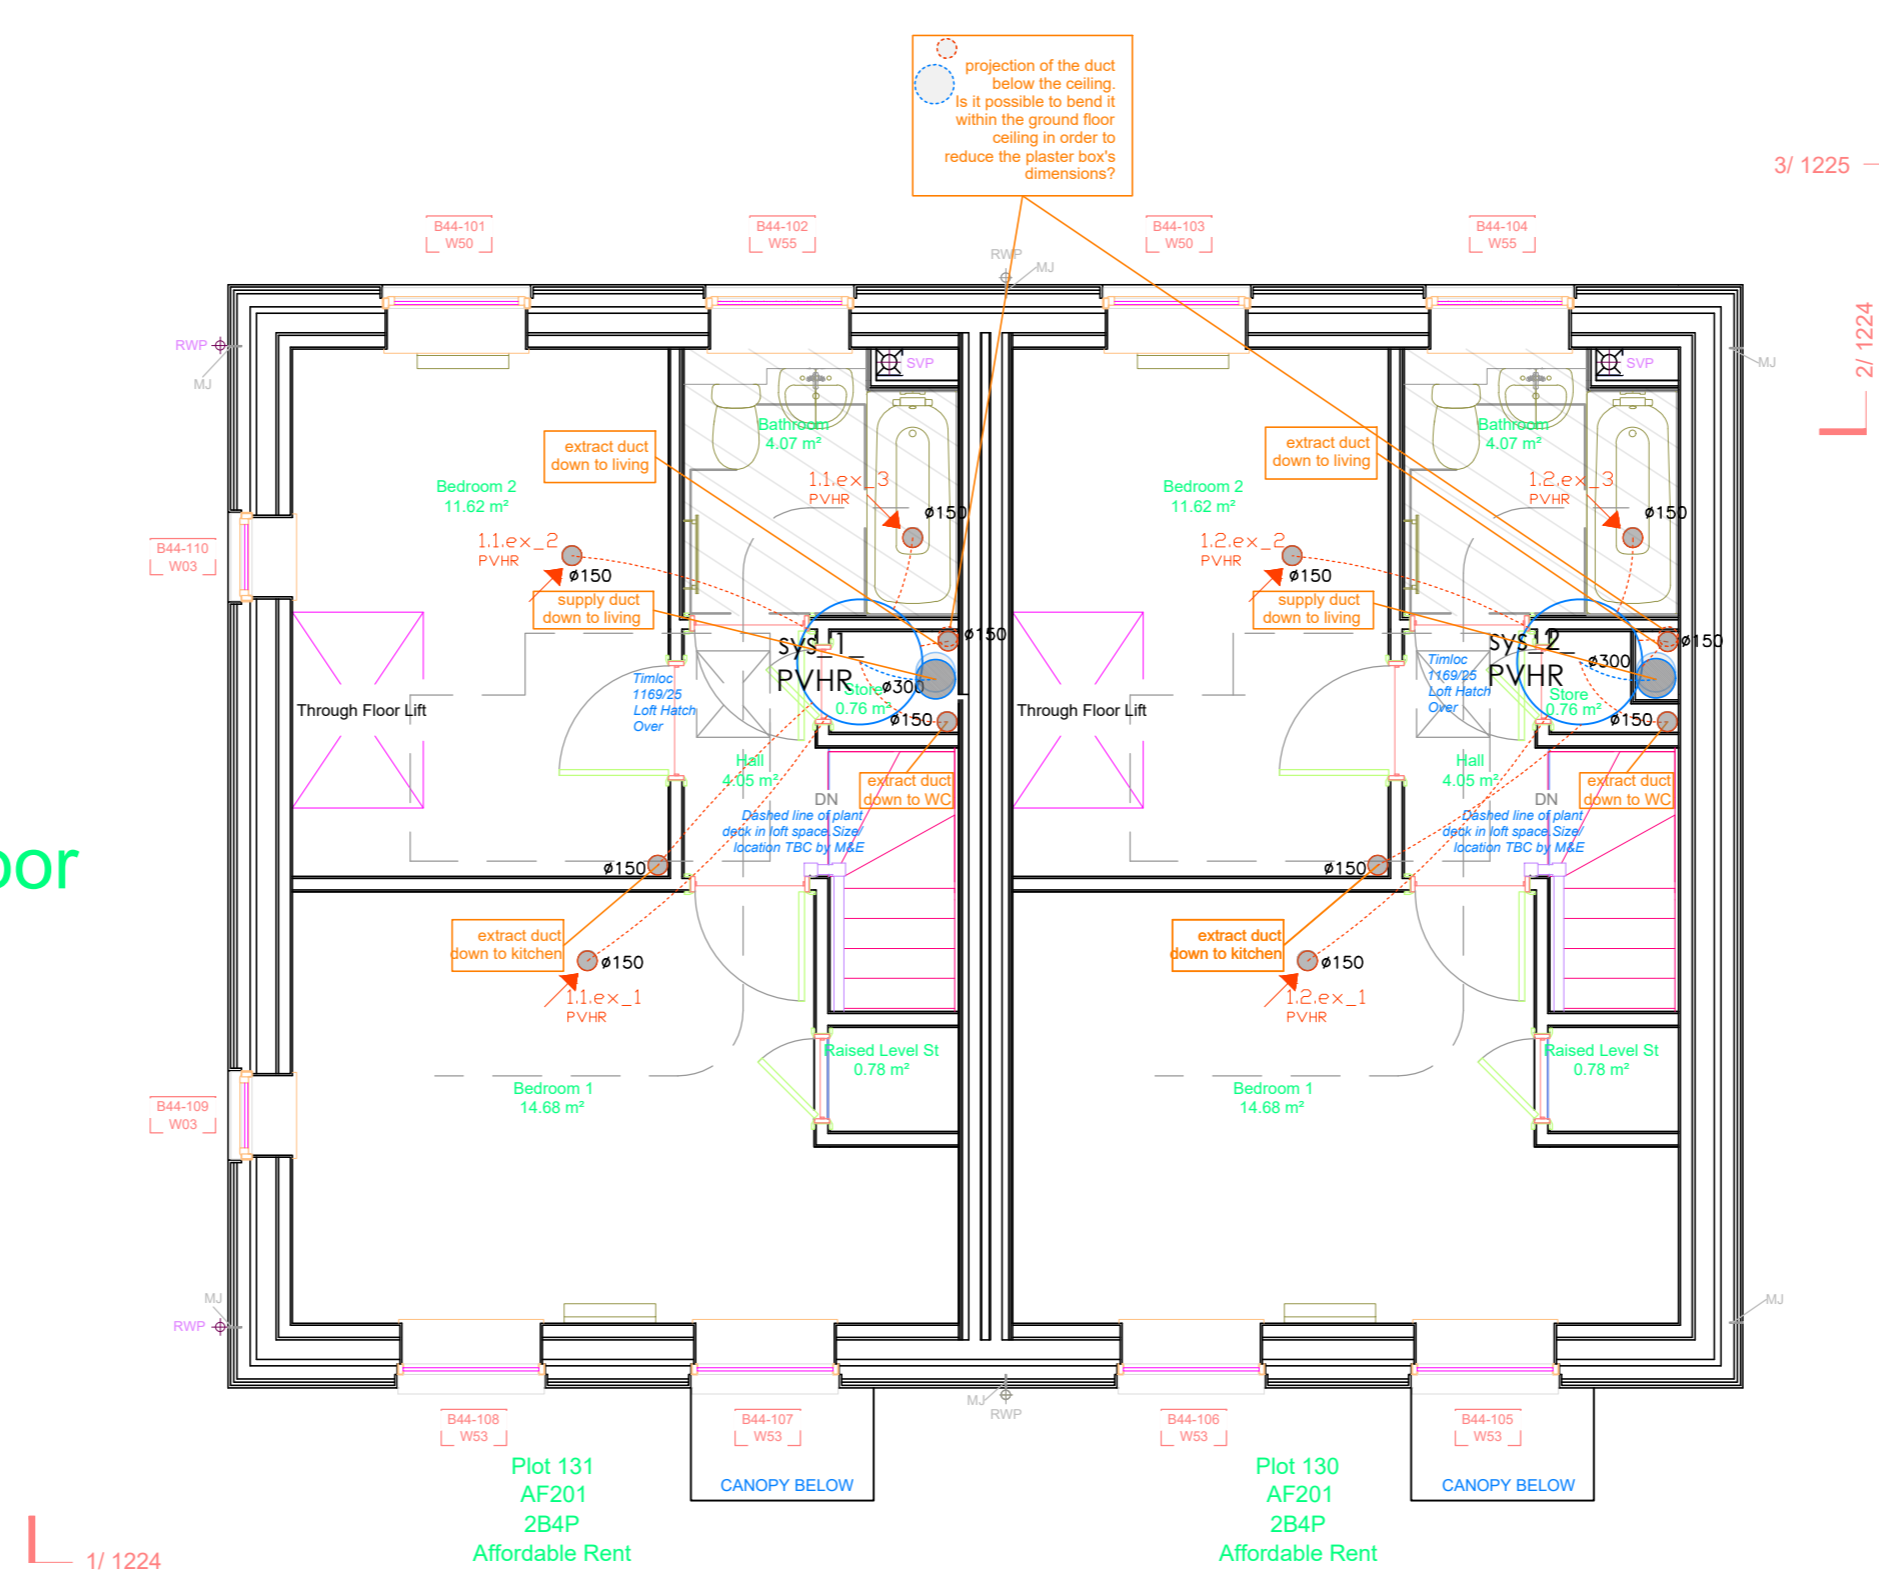 projection of the duct
below the ceiling.
Is it possible to bend it
within the ground floor
ceiling in order to
reduce the plaster box's
dimensions?
3/ 1225
B44-101
W50
B44-102
W55
B44-103
W50
B44-104
W55
RWP
MJ
2/ 1224
RWP
MJ
SVP
SVP
MJ
Bathroom
4.07 m²
Bathroom
4.07 m²
extract duct
down to living
extract duct
down to living
Bedroom 2
11.62 m²
1.1.ex_3
PVHR
ø150
Bedroom 2
11.62 m²
1.2.ex_3
PVHR
ø150
B44-110
W03
1.1.ex_2
PVHR
ø150
1.2.ex_2
PVHR
ø150
supply duct
down to living
supply duct
down to living
SYS_1_
PVHR
ø150
ø300
SYS_2_
PVHR
ø150
ø300
Store
0.76 m²
ø150
Store
0.76 m²
ø150
Through Floor Lift
Timloc
1169/25
Loft Hatch
Over
Through Floor Lift
Timloc
1169/25
Loft Hatch
Over
Hall
4.05 m²
Hall
4.05 m²
extract duct
down to WC
extract duct
down to WC
DN
DN
Dashed line of plant
deck in loft space.Size/
location TBC by M&E
Dashed line of plant
deck in loft space.Size/
location TBC by M&E
oor
ø150
ø150
extract duct
down to kitchen
extract duct
down to kitchen
ø150
1.1.ex_1
PVHR
ø150
1.2.ex_1
PVHR
Raised Level St
0.78 m²
Raised Level St
0.78 m²
Bedroom 1
14.68 m²
Bedroom 1
14.68 m²
B44-109
W03
MJ
RWP
MJ
MJ
RWP
B44-108
W53
B44-107
W53
B44-106
W53
B44-105
W53
CANOPY BELOW
CANOPY BELOW
Plot 131
AF201
2B4P
Affordable Rent
Plot 130
AF201
2B4P
Affordable Rent
1/ 1224